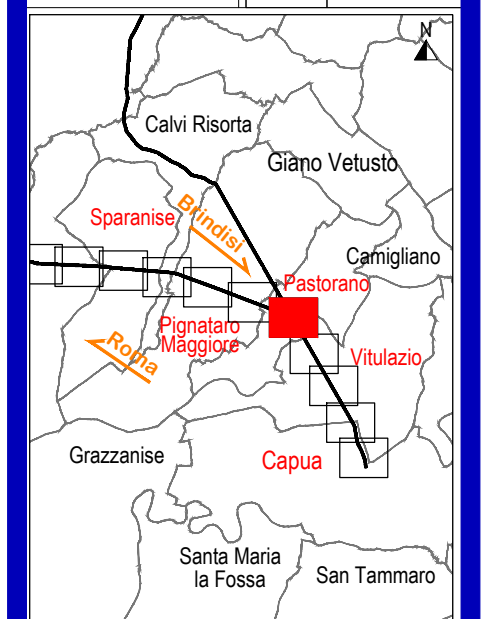 N
Calvi Risorta
Giano Vetusto
Sparanise
Brindisi
Camigliano
Pastorano
Pignataro
Maggiore
Roma
Vitulazio
Grazzanise
Capua
Santa Maria
la Fossa
San Tammaro